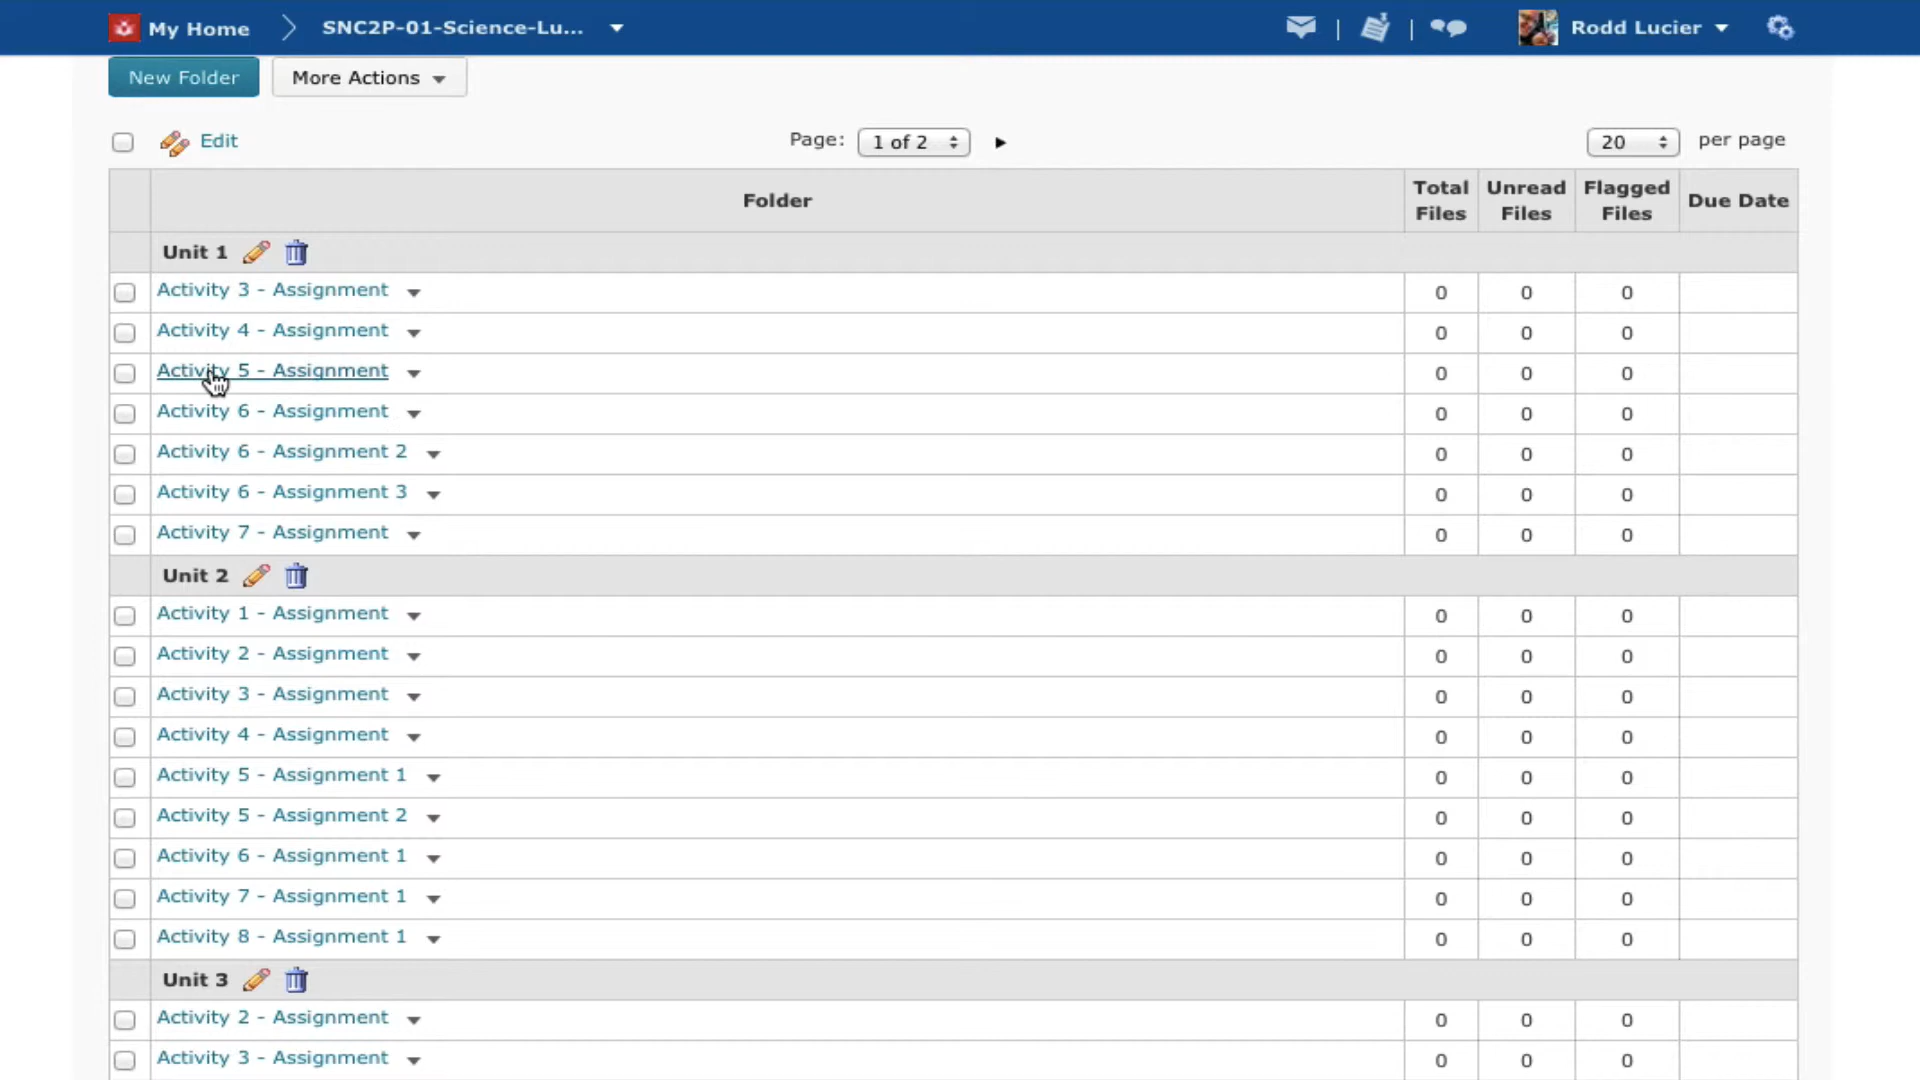 My Home SNC2P-01-Science-Lu... Rodd Lucier
New Folder More Actions
Edit Page: 1 of 2 20 per page
Folder Total Files Unread Files Flagged Files Due Date
Unit 1
Activity 3 - Assignment 0 0 0
Activity 4 - Assignment 0 0 0
Activity 5 - Assignment 0 0 0
Activity 6 - Assignment 0 0 0
Activity 6 - Assignment 2 0 0 0
Activity 6 - Assignment 3 0 0 0
Activity 7 - Assignment 0 0 0
Unit 2
Activity 1 - Assignment 0 0 0
Activity 2 - Assignment 0 0 0
Activity 3 - Assignment 0 0 0
Activity 4 - Assignment 0 0 0
Activity 5 - Assignment 1 0 0 0
Activity 5 - Assignment 2 0 0 0
Activity 6 - Assignment 1 0 0 0
Activity 7 - Assignment 1 0 0 0
Activity 8 - Assignment 1 0 0 0
Unit 3
Activity 2 - Assignment 0 0 0
Activity 3 - Assignment 0 0 0